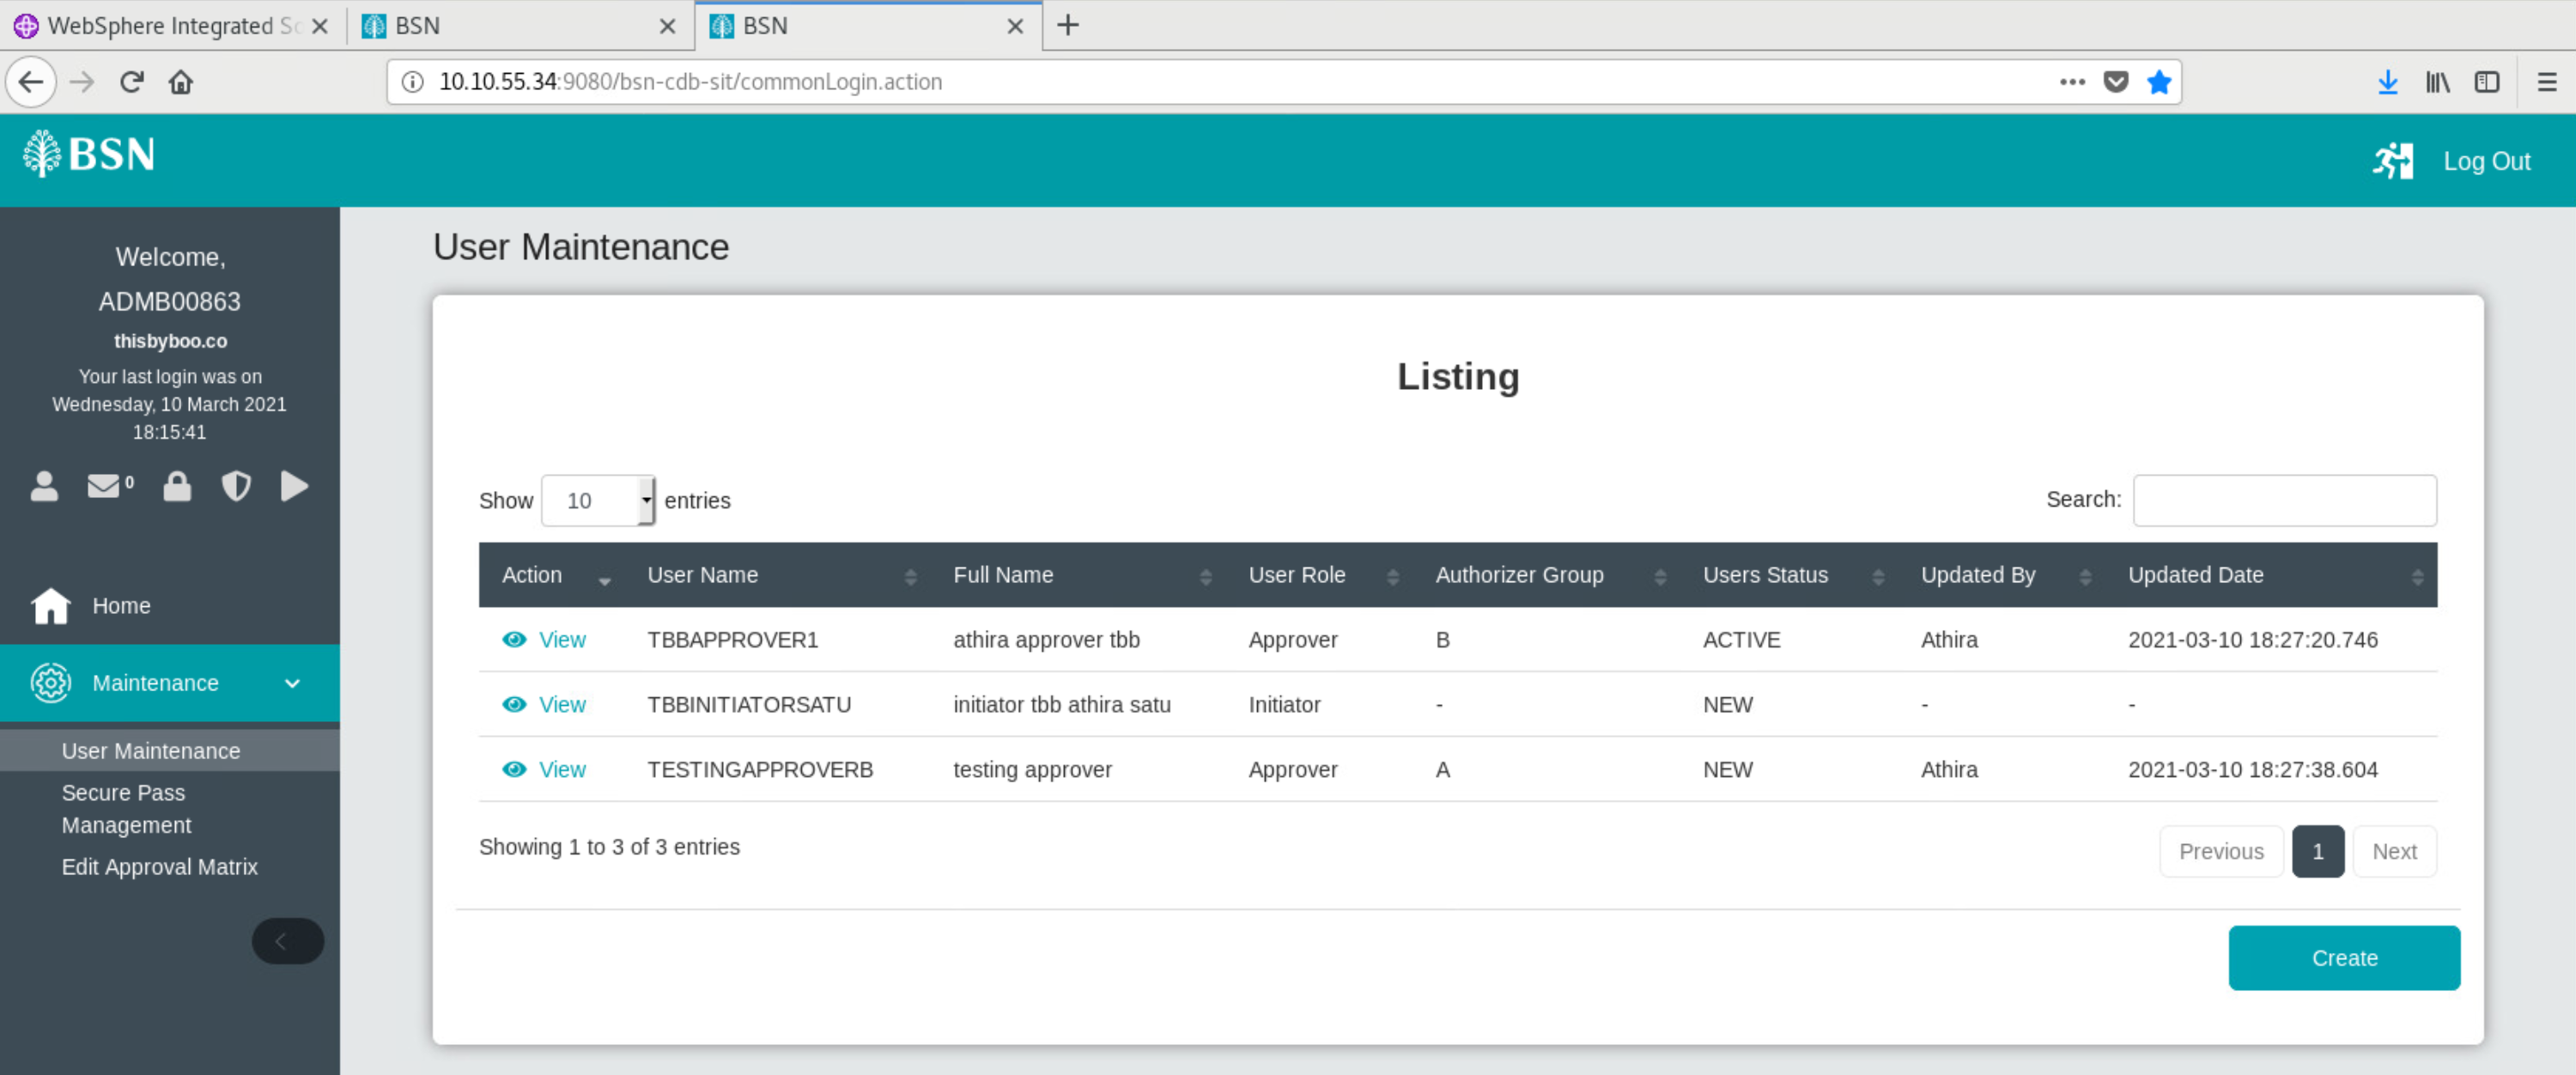 WebSphere Integrated So
BSN
BSN
10.10.55.34:9080/bsn-cdb-sit/commonLogin.action
BSN
Log Out
Welcome,
ADMB00863
thisbyboo.co
Your last login was on
Wednesday, 10 March 2021
18:15:41
0
Home
Maintenance
User Maintenance
Secure Pass
Management
Edit Approval Matrix
User Maintenance
Listing
Show 10 entries
Search:
Action User Name Full Name User Role Authorizer Group Users Status Updated By Updated Date
View TBBAPPROVER1 athira approver tbb Approver B ACTIVE Athira 2021-03-10 18:27:20.746
View TBBINITIATORSATU initiator tbb athira satu Initiator - NEW - -
View TESTINGAPPROVERB testing approver Approver A NEW Athira 2021-03-10 18:27:38.604
Showing 1 to 3 of 3 entries
Previous 1 Next
Create